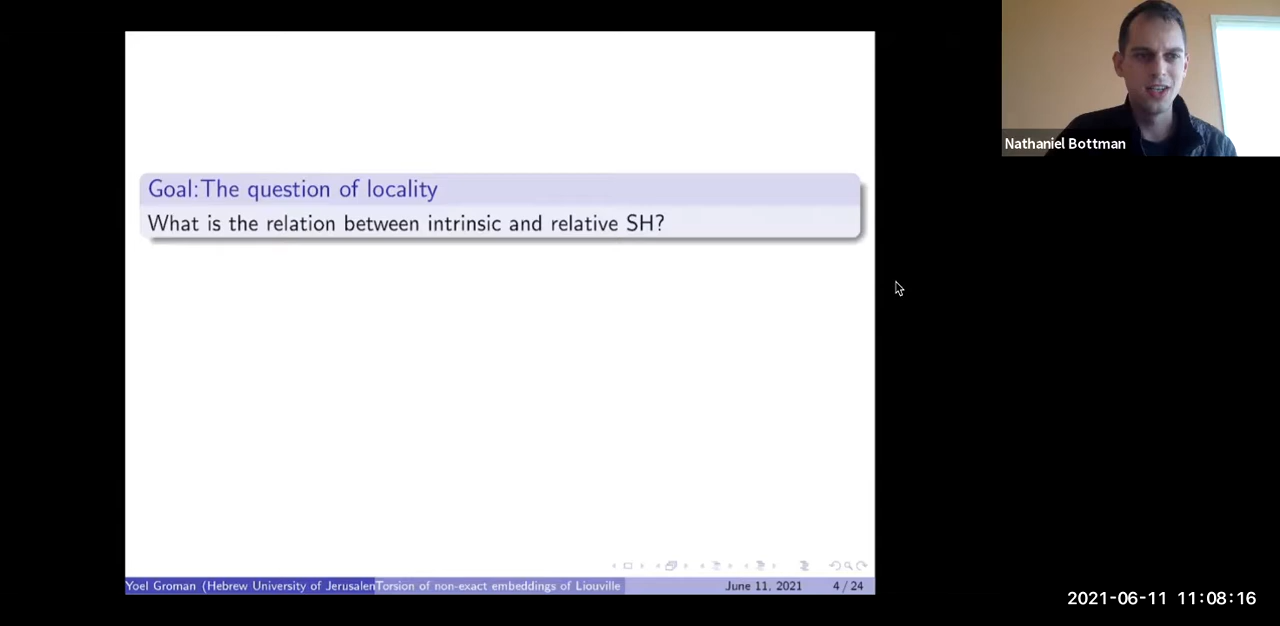 Nathaniel Bottman
Goal:The question of locality
What is the relation between intrinsic and relative SH?
Yoel Groman (Hebrew University of Jerusalen
Torsion of non-exact embeddings of Liouville
June 11, 2021
4 / 24
2021-06-11 11:08:16